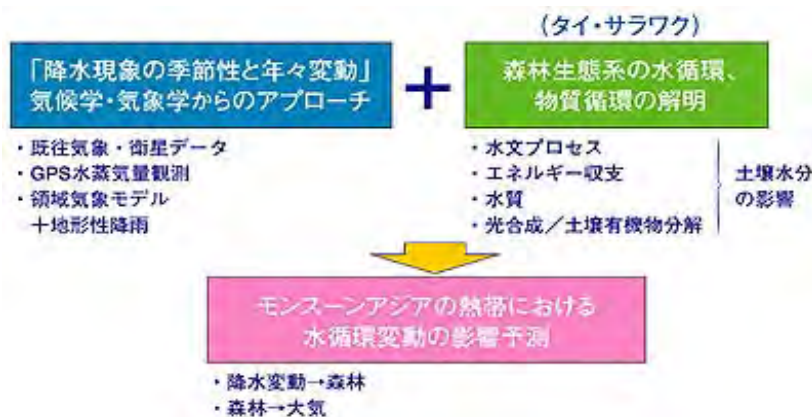 「降水現象の季節性と年々変動」
気候学・気象学からのアプローチ
・既往気象・衛星データ
・GPS水蒸気量観測
・領域気象モデル
＋地形性降雨
＋
(タイ・サラワク)
森林生態系の水循環、
物質循環の解明
・水文プロセス
・エネルギー収支
・水質
・光合成／土壌有機物分解
土壌水分
の影響
モンスーンアジアの熱帯における
水循環変動の影響予測
・降水変動→森林
・森林→大気